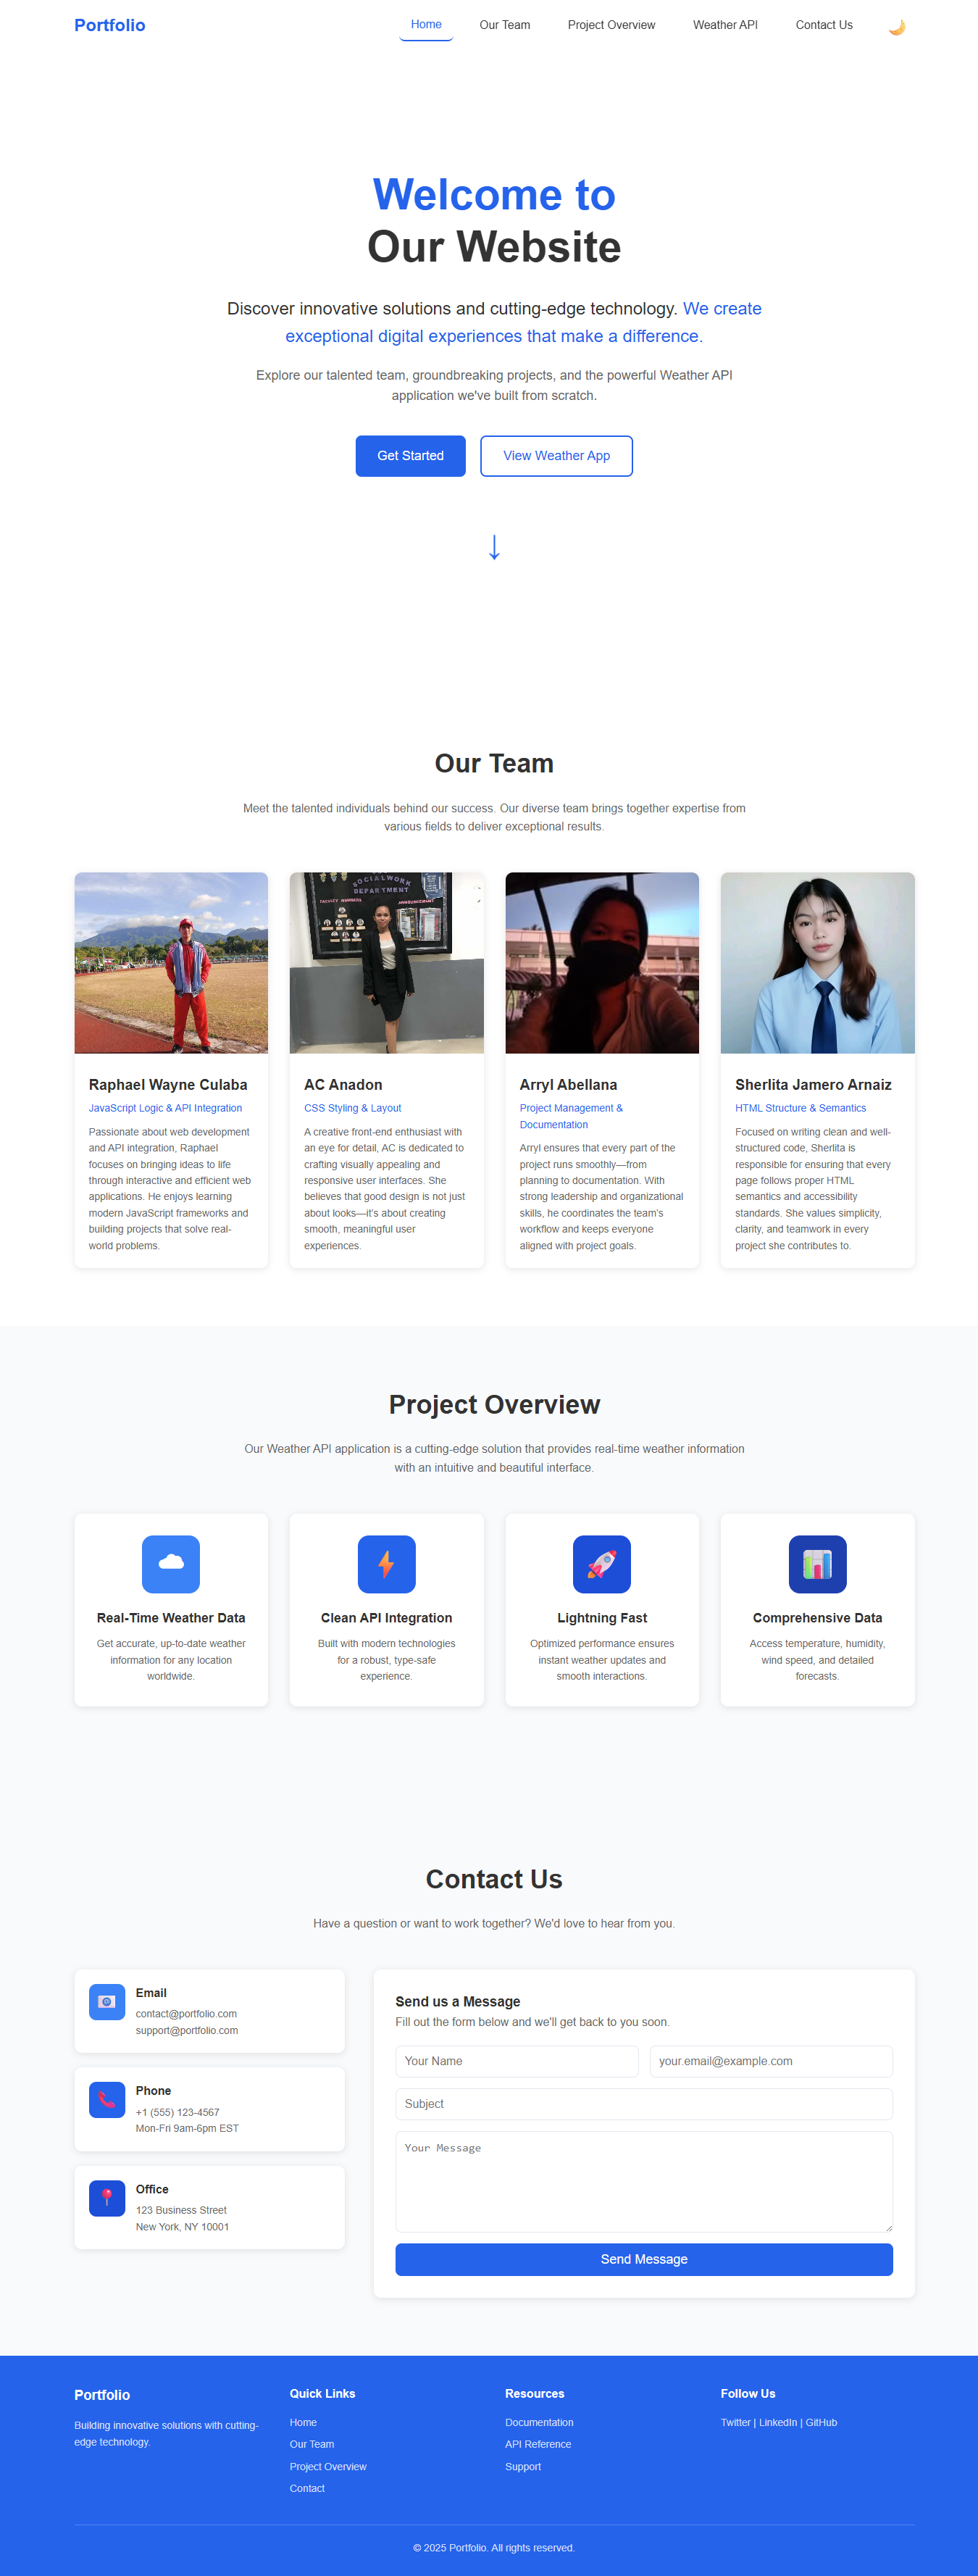 Portfolio
Home
Our Team
Project Overview
Weather API
Contact Us
Welcome to
Our Website
Discover innovative solutions and cutting-edge technology. We create
exceptional digital experiences that make a difference.
Explore our talented team, groundbreaking projects, and the powerful Weather API
application we've built from scratch.
Get Started
View Weather App
↓
Our Team
Meet the talented individuals behind our success. Our diverse team brings together expertise from
various fields to deliver exceptional results.
SOCIALWORK
DEPARTMENT
FACULTY MEMBERS
ANNOUNCEMENT
Raphael Wayne Culaba
JavaScript Logic & API Integration
Passionate about web development
and API integration, Raphael
focuses on bringing ideas to life
through interactive and efficient web
applications. He enjoys learning
modern JavaScript frameworks and
building projects that solve real-
world problems.
AC Anadon
CSS Styling & Layout
A creative front-end enthusiast with
an eye for detail, AC is dedicated to
crafting visually appealing and
responsive user interfaces. She
believes that good design is not just
about looks—it's about creating
smooth, meaningful user
experiences.
Arryl Abellana
Project Management &
Documentation
Arryl ensures that every part of the
project runs smoothly—from
planning to documentation. With
strong leadership and organizational
skills, he coordinates the team's
workflow and keeps everyone
aligned with project goals.
Sherlita Jamero Arnaiz
HTML Structure & Semantics
Focused on writing clean and well-
structured code, Sherlita is
responsible for ensuring that every
page follows proper HTML
semantics and accessibility
standards. She values simplicity,
clarity, and teamwork in every
project she contributes to.
Project Overview
Our Weather API application is a cutting-edge solution that provides real-time weather information
with an intuitive and beautiful interface.
Real-Time Weather Data
Get accurate, up-to-date weather
information for any location
worldwide.
Clean API Integration
Built with modern technologies
for a robust, type-safe
experience.
Lightning Fast
Optimized performance ensures
instant weather updates and
smooth interactions.
Comprehensive Data
Access temperature, humidity,
wind speed, and detailed
forecasts.
Contact Us
Have a question or want to work together? We'd love to hear from you.
Email
contact@portfolio.com
support@portfolio.com
Phone
+1 (555) 123-4567
Mon-Fri 9am-6pm EST
Office
123 Business Street
New York, NY 10001
Send us a Message
Fill out the form below and we'll get back to you soon.
Your Name
your.email@example.com
Subject
Your Message
Send Message
Portfolio
Building innovative solutions with cutting-
edge technology.
Quick Links
Home
Our Team
Project Overview
Contact
Resources
Documentation
API Reference
Support
Follow Us
Twitter | LinkedIn | GitHub
© 2025 Portfolio. All rights reserved.